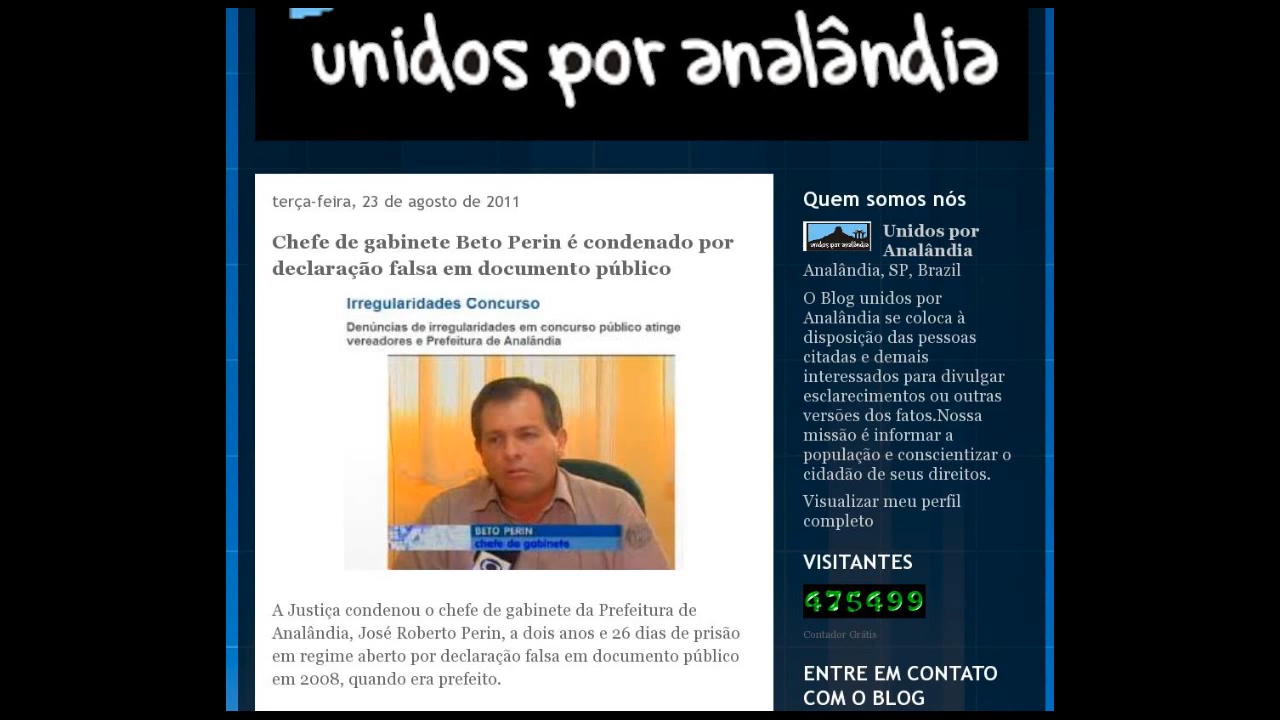 unidos por analândia
terça-feira, 23 de agosto de 2011
Chefe de gabinete Beto Perin é condenado por
declaração falsa em documento público
Irregularidades Concurso
Denúncias de irregularidades em concurso público atinge
vereadores e Prefeitura de Analândia
BETO PERIN
chefe de gabinete
A Justiça condenou o chefe de gabinete da Prefeitura de
Analândia, José Roberto Perin, a dois anos e 26 dias de prisão
em regime aberto por declaração falsa em documento público
em 2008, quando era prefeito.
Quem somos nós
unidos por analândia
Unidos por
Analândia
Analândia, SP, Brazil
O Blog unidos por
Analândia se coloca à
disposição das pessoas
citadas e demais
interessados para divulgar
esclarecimentos ou outras
versões dos fatos.Nossa
missão é informar a
população e conscientizar o
cidadão de seus direitos.
Visualizar meu perfil
completo
VISITANTES
475499
Contador Grátis
ENTRE EM CONTATO
COM O BLOG